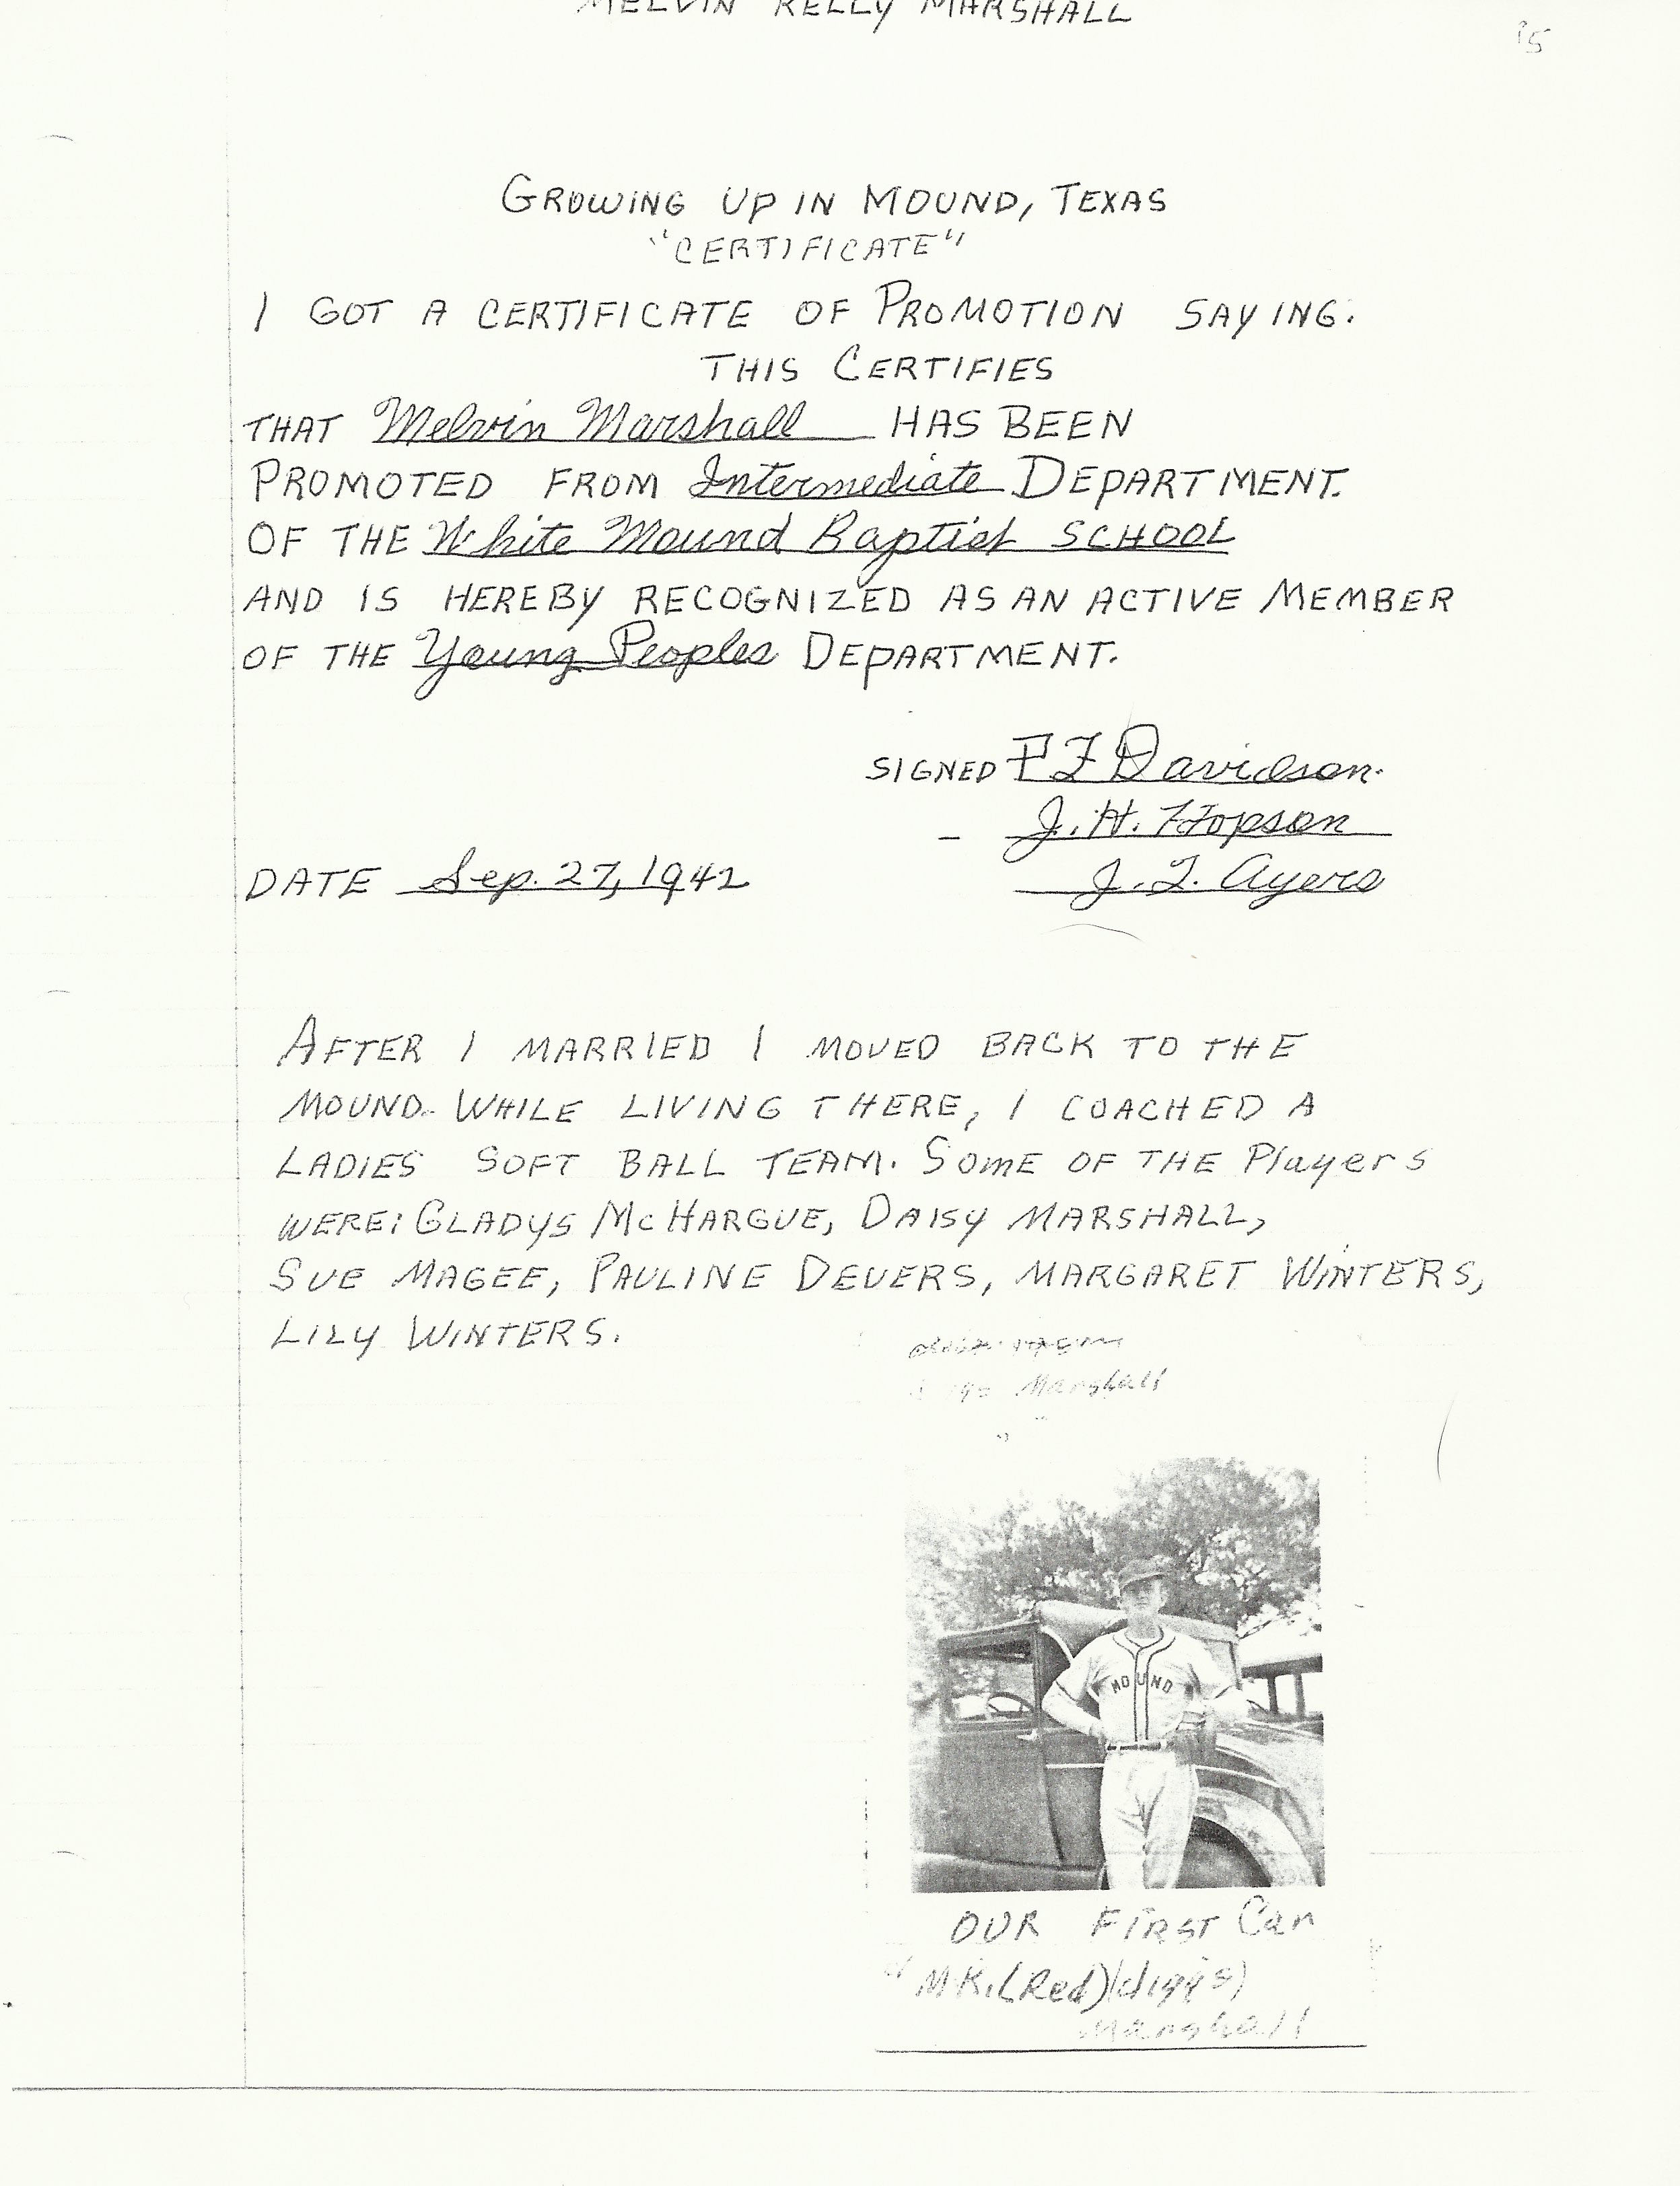 MELVIN KELLY MARSHALL
GROWING UP IN MOUND, TEXAS
"CERTIFICATE"
I GOT A CERTIFICATE OF PROMOTION SAYING.
THIS CERTIFIES
THAT Melvin Marshall HAS BEEN
PROMOTED FROM Intermediate DEPARTMENT.
OF THE White Mound Baptist SCHOOL
AND IS HEREBY RECOGNIZED AS AN ACTIVE MEMBER
OF THE Young Peoples DEPARTMENT.
SIGNED F F Davidson.
J. H. Hopson
DATE Sep. 27, 1942
J. F. Ayers
AFTER I MARRIED I MOVED BACK TO THE
MOUND. WHILE LIVING THERE, I COACHED A
LADIES SOFT BALL TEAM. SOME OF THE PlayerS
WERE: GLADYS McHARGUE, DAISY MARSHALL,
SUE MAGEE, PAULINE DEVERS, MARGARET WINTERS,
LILY WINTERS.
Marshall
MOUND
OUR FIRST Car
M.K. (Red) (Jiggs)
Marshall